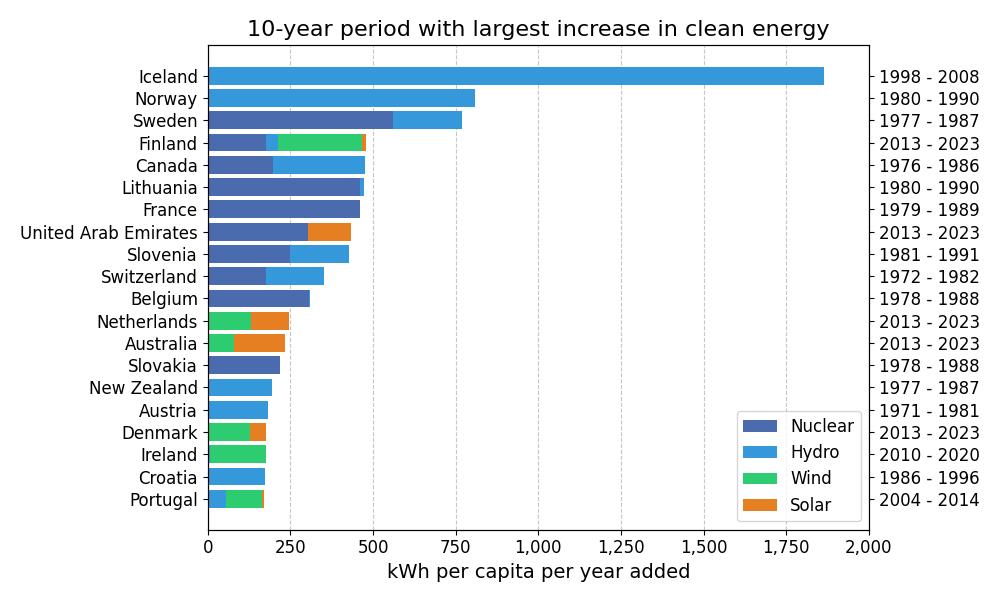 10-year period with largest increase in clean energy
Iceland 1998 - 2008
Norway 1980 - 1990
Sweden 1977 - 1987
Finland 2013 - 2023
Canada 1976 - 1986
Lithuania 1980 - 1990
France 1979 - 1989
United Arab Emirates 2013 - 2023
Slovenia 1981 - 1991
Switzerland 1972 - 1982
Belgium 1978 - 1988
Netherlands 2013 - 2023
Australia 2013 - 2023
Slovakia 1978 - 1988
New Zealand 1977 - 1987
Austria 1971 - 1981
Denmark 2013 - 2023
Ireland 2010 - 2020
Croatia 1986 - 1996
Portugal 2004 - 2014
Nuclear
Hydro
Wind
Solar
0 250 500 750 1,000 1,250 1,500 1,750 2,000
kWh per capita per year added